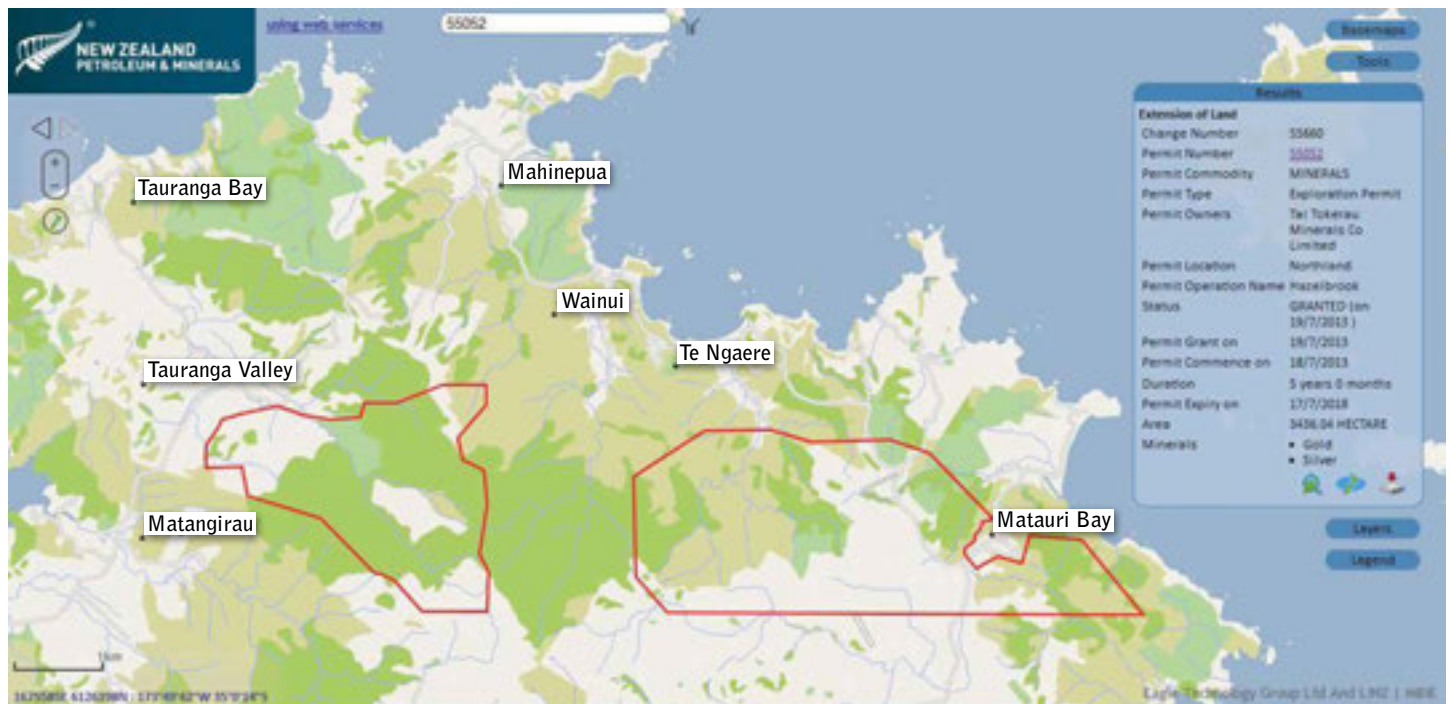 NEW ZEALAND
PETROLEUM & MINERALS
using web services
55052
Basemaps
Tools
Results
Extension of Land
Change Number 55660
Permit Number 55052
Permit Commodity MINERALS
Permit Type Exploration Permit
Permit Owners Tai Tokerau
Minerals Co
Limited
Permit Location Northland
Permit Operation Name Hazelbrook
Status GRANTED (on
19/7/2013 )
Permit Grant on 19/7/2013
Permit Commence on 18/7/2013
Duration 5 years 0 months
Permit Expiry on 17/7/2018
Area 3436.04 HECTARE
Minerals • Gold
• Silver
Layers
Legend
Mahinepua
Tauranga Bay
Wainui
Te Ngaere
Tauranga Valley
Matauri Bay
Matangirau
1km
Eagle Technology Group Ltd And LINZ | MBIE